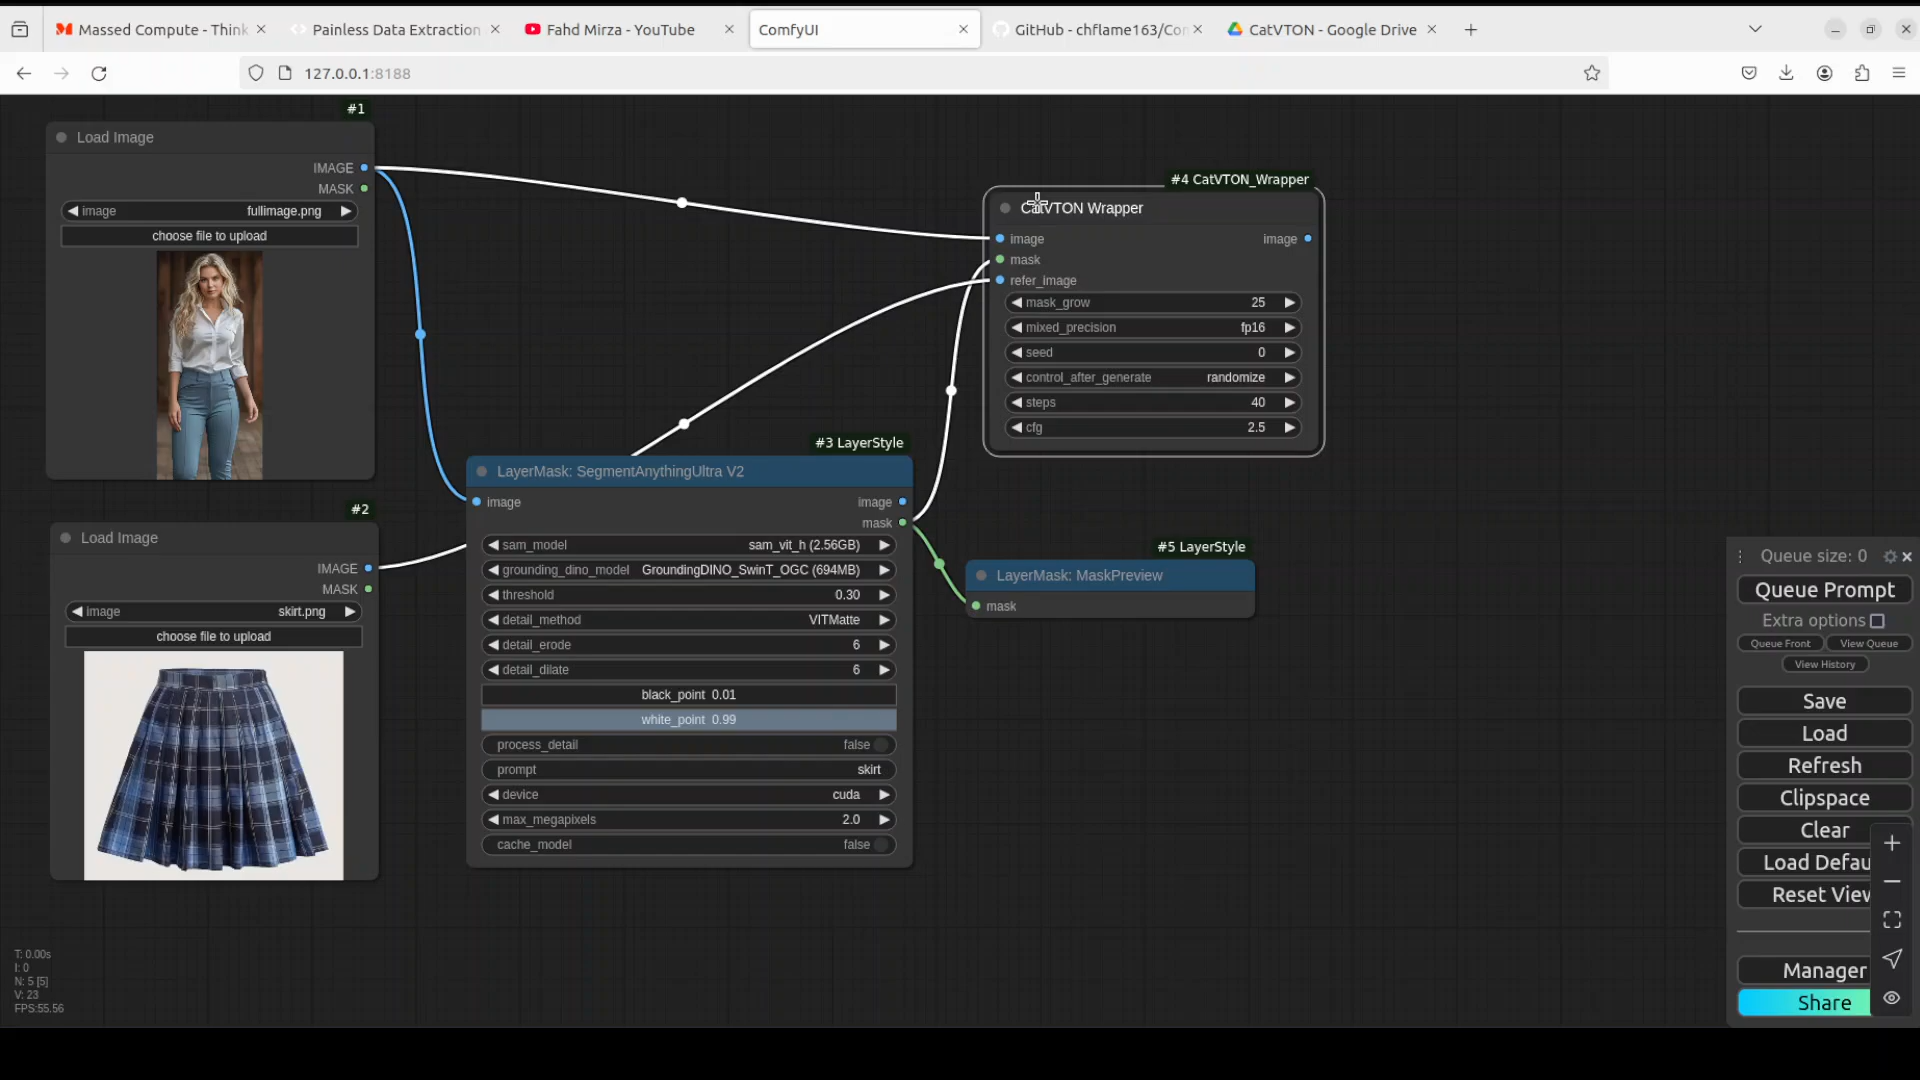 Massed Compute - Think
Painless Data Extraction
Fahd Mirza - YouTube
ComfyUI
GitHub - chflame163/Co
CatVTON - Google Drive
127.0.0.1:8188
#1
Load Image
IMAGE
MASK
image fullimage.png
choose file to upload
#2
Load Image
IMAGE
MASK
image skirt.png
choose file to upload
#3 LayerStyle
LayerMask: SegmentAnythingUltra V2
image image
mask
sam_model sam_vit_h (2.56GB)
grounding_dino_model GroundingDINO_SwinT_OGC (694MB)
threshold 0.30
detail_method VITMatte
detail_erode 6
detail_dilate 6
black_point 0.01
white_point 0.99
process_detail false
prompt skirt
device cuda
max_megapixels 2.0
cache_model false
#4 CatVTON_Wrapper
CatVTON Wrapper
image image
mask
refer_image
mask_grow 25
mixed_precision fp16
seed 0
control_after_generate randomize
steps 40
cfg 2.5
#5 LayerStyle
LayerMask: MaskPreview
mask
Queue size: 0
Queue Prompt
Extra options
Queue Front View Queue
View History
Save
Load
Refresh
Clipspace
Clear
Load Defau
Reset View
Manager
Share
T: 0.00s
I: 0
N: 5 [5]
V: 23
FPS:55.56